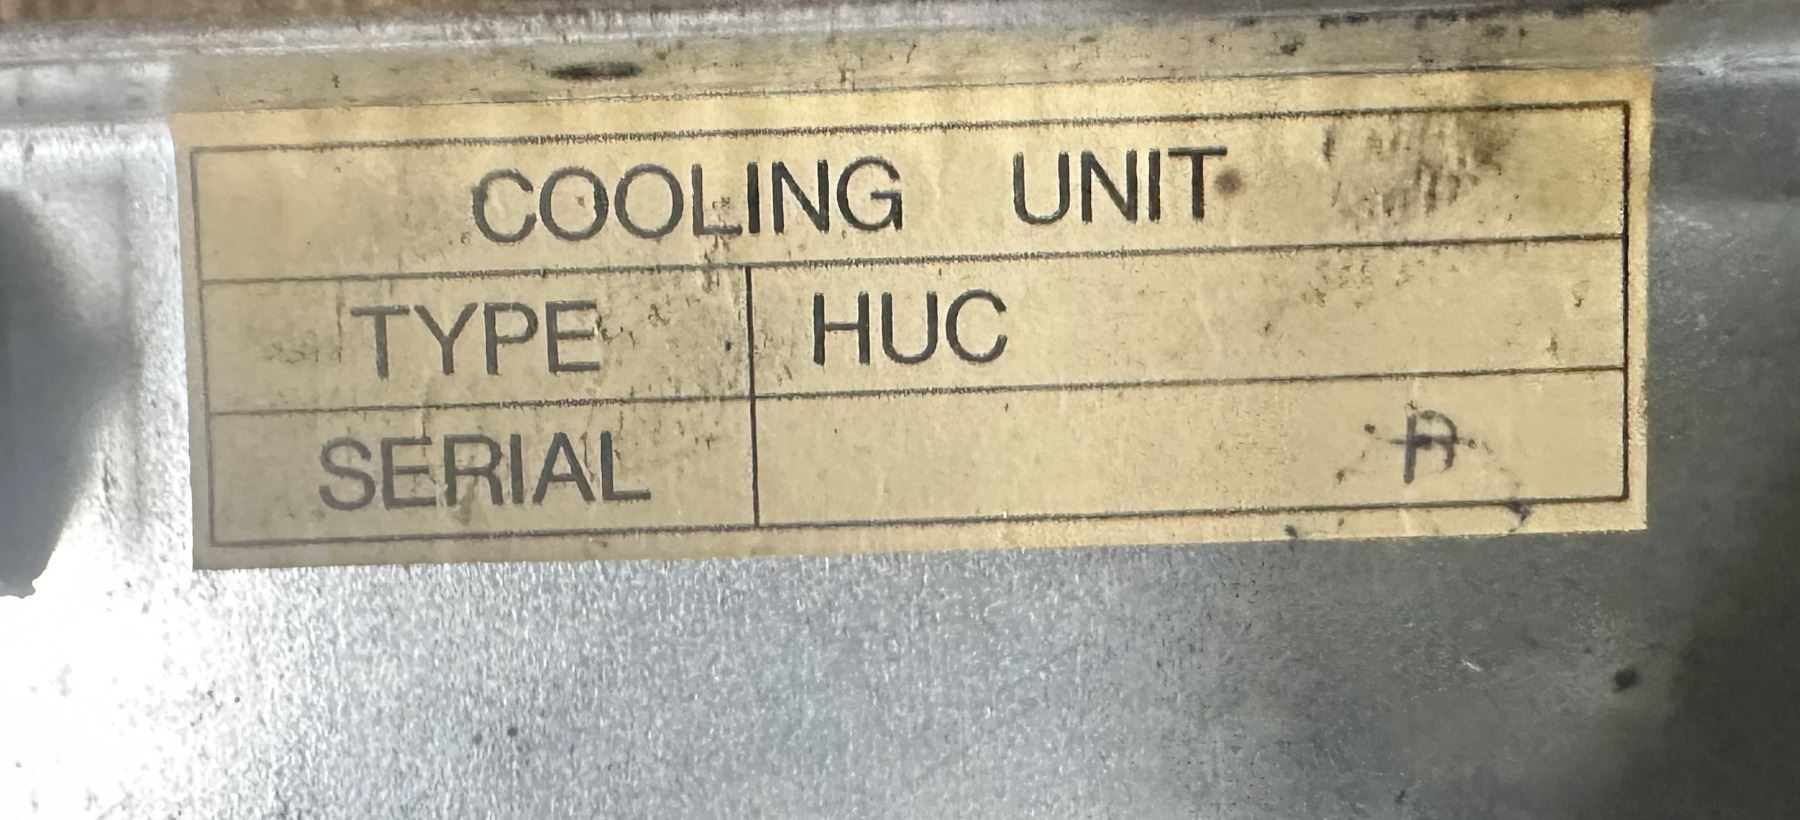 COOLING UNIT
TYPE HUC
SERIAL